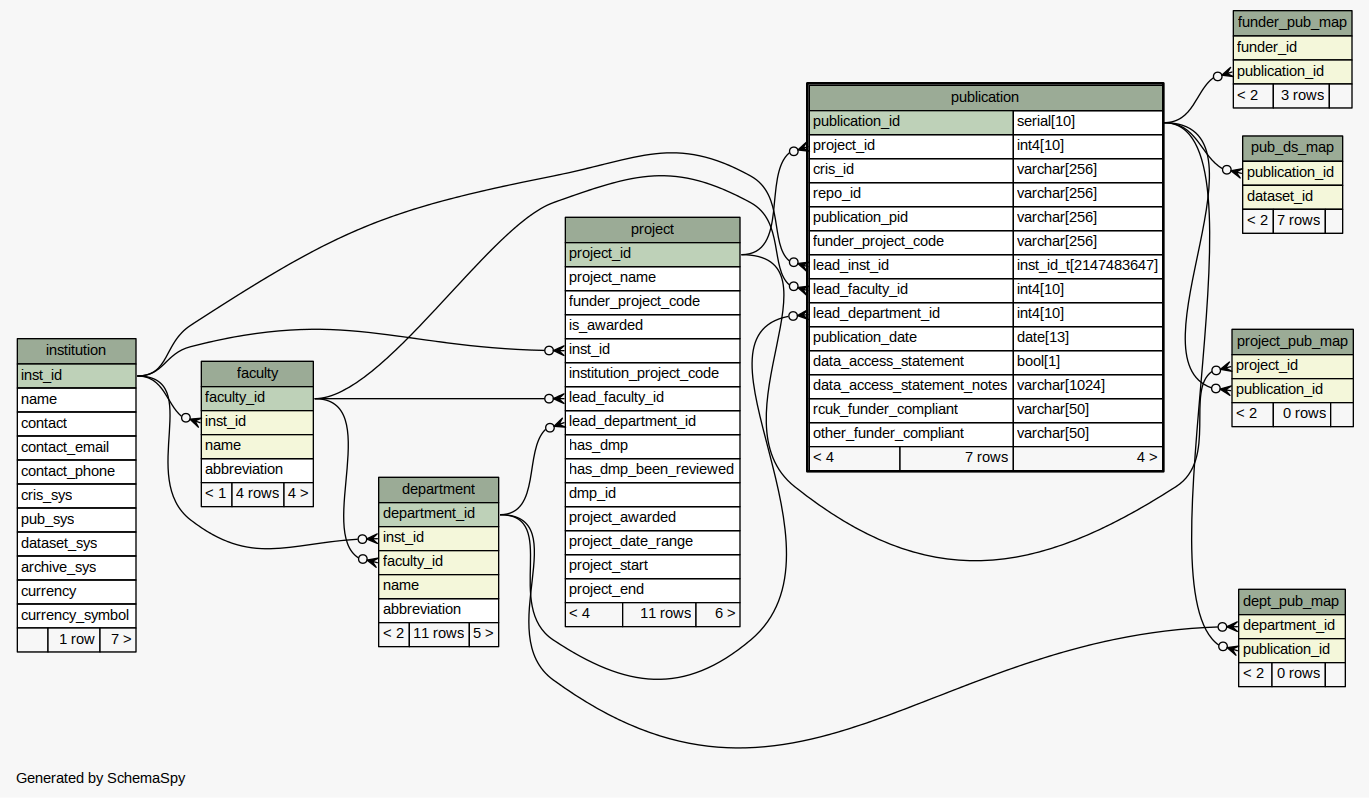 funder_pub_map
funder_id
publication_id
< 2 3 rows
publication
publication_id serial[10]
project_id int4[10]
cris_id varchar[256]
repo_id varchar[256]
publication_pid varchar[256]
funder_project_code varchar[256]
lead_inst_id inst_id_t[2147483647]
lead_faculty_id int4[10]
lead_department_id int4[10]
publication_date date[13]
data_access_statement bool[1]
data_access_statement_notes varchar[1024]
rcuk_funder_compliant varchar[50]
other_funder_compliant varchar[50]
< 4 7 rows 4 >
pub_ds_map
publication_id
dataset_id
< 2 7 rows
project
project_id
project_name
funder_project_code
is_awarded
inst_id
institution_project_code
lead_faculty_id
lead_department_id
has_dmp
has_dmp_been_reviewed
dmp_id
project_awarded
project_date_range
project_start
project_end
< 4 11 rows 6 >
project_pub_map
project_id
publication_id
< 2 0 rows
institution
inst_id
name
contact
contact_email
contact_phone
cris_sys
pub_sys
dataset_sys
archive_sys
currency
currency_symbol
1 row 7 >
faculty
faculty_id
inst_id
name
abbreviation
< 1 4 rows 4 >
department
department_id
inst_id
faculty_id
name
abbreviation
< 2 11 rows 5 >
dept_pub_map
department_id
publication_id
< 2 0 rows
Generated by SchemaSpy